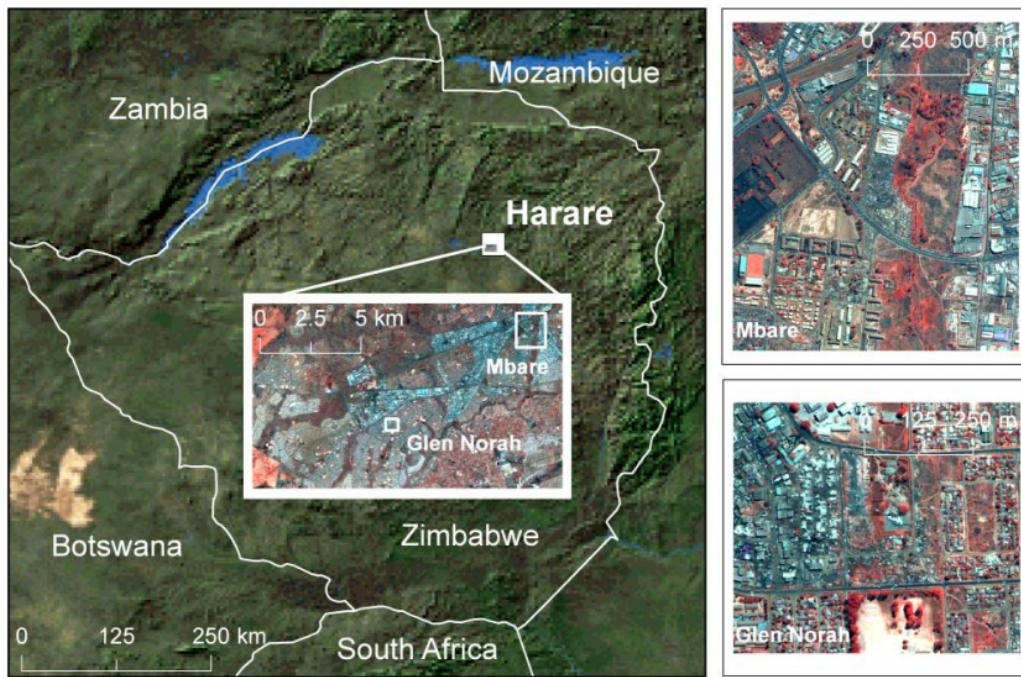 Zambia
Mozambique
Harare
0 2.5 5 km
Mbare
Glen Norah
Botswana
Zimbabwe
0 125 250 km
South Africa
0 250 500 m
Mbare
0 125 250 m
Glen Norah